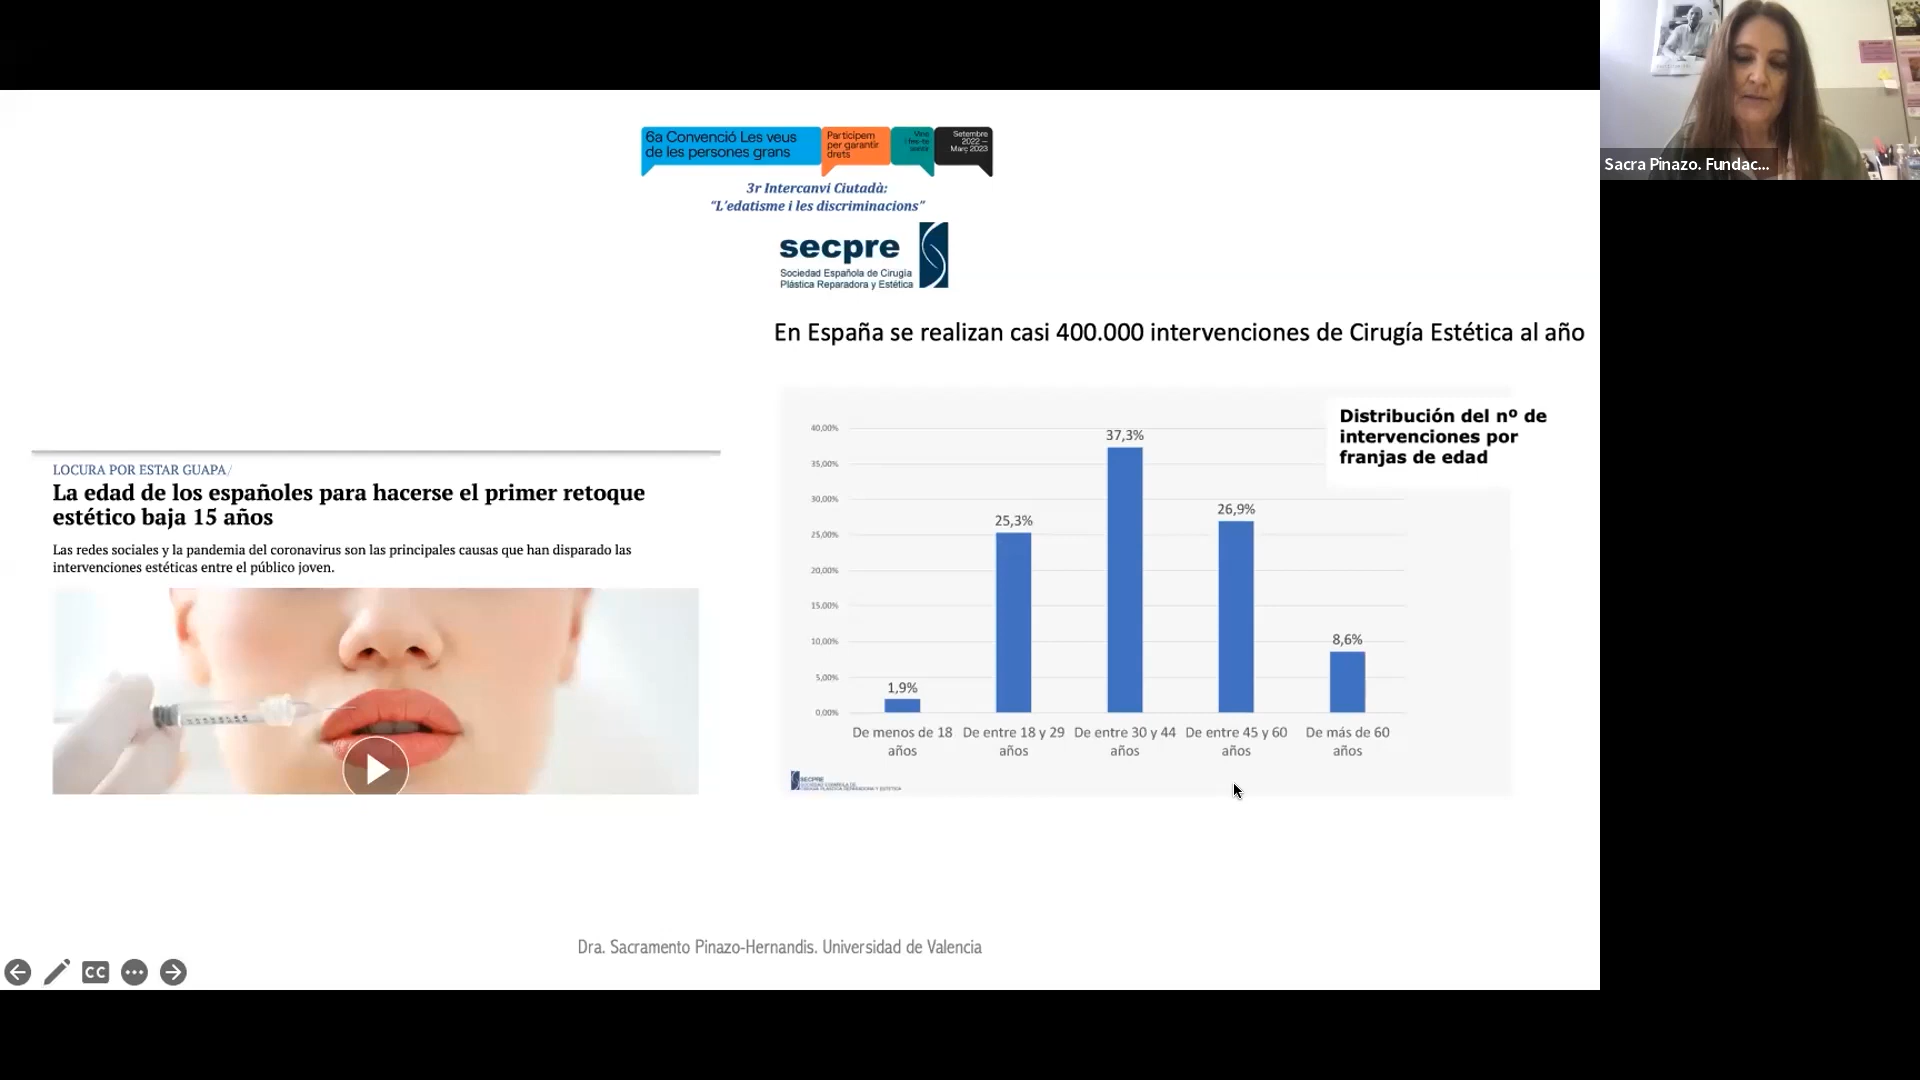 6a Convenció Les veus
de les persones grans
Participem
per garantir
drets
Vine
i fes-te
sentir
Setembre
2022 –
Març 2023
3r Intercanvi Ciutadà:
“L’edatisme i les discriminacions”
secpre
Sociedad Española de Cirugía
Plástica Reparadora y Estética
En España se realizan casi 400.000 intervenciones de Cirugía Estética al año
LOCURA POR ESTAR GUAPA/
La edad de los españoles para hacerse el primer retoque
estético baja 15 años
Las redes sociales y la pandemia del coronavirus son las principales causas que han disparado las
intervenciones estéticas entre el público joven.
Distribución del nº de
intervenciones por
franjas de edad
40,00%
35,00%
30,00%
25,00%
20,00%
15,00%
10,00%
5,00%
0,00%
1,9%
25,3%
37,3%
26,9%
8,6%
De menos de 18
años
De entre 18 y 29
años
De entre 30 y 44
años
De entre 45 y 60
años
De más de 60
años
SECPRE
Dra. Sacramento Pinazo-Hernandis. Universidad de Valencia
CC
Sacra Pinazo. Fundac...